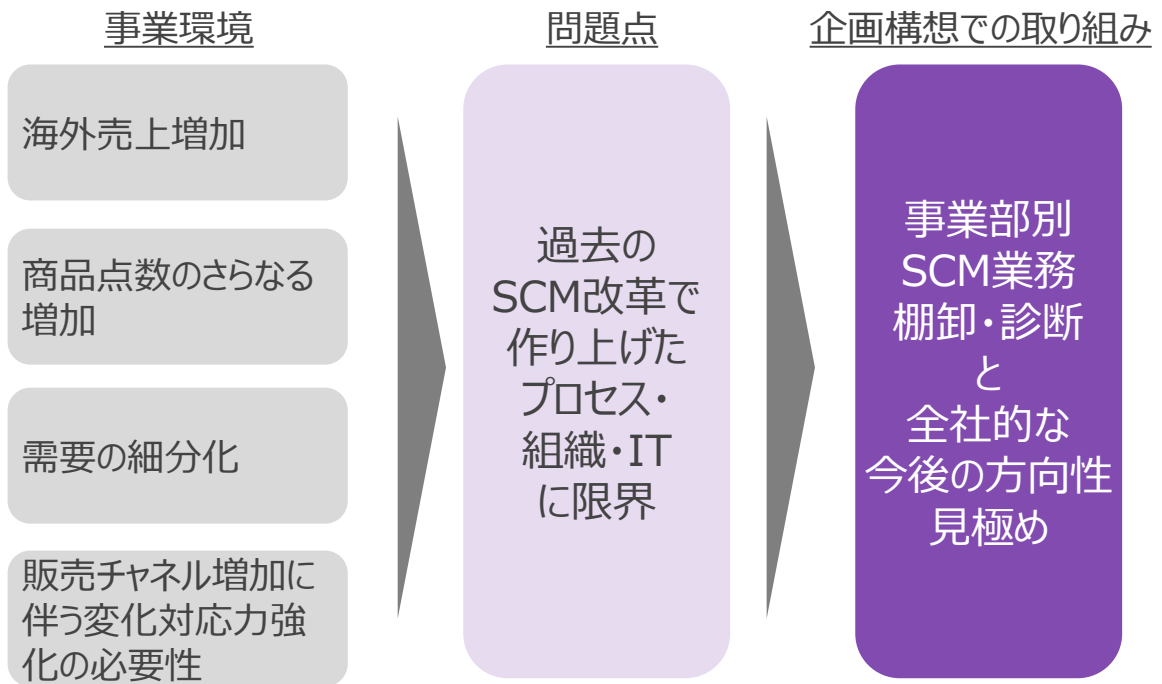 事業環境
問題点
企画構想での取り組み
海外売上増加
商品点数のさらなる
増加
需要の細分化
販売チャネル増加に
伴う変化対応力強
化の必要性
過去の
SCM改革で
作り上げた
プロセス・
組織・IT
に限界
事業部別
SCM業務
棚卸・診断
と
全社的な
今後の方向性
見極め